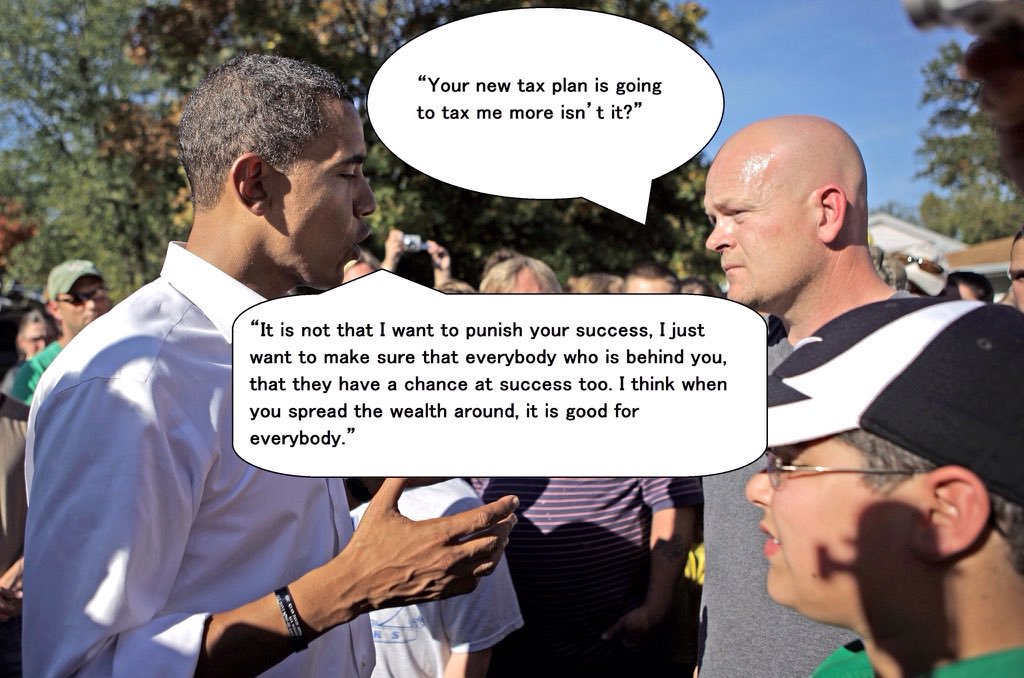 “Your new tax plan is going
to tax me more isn’t it?”
“It is not that I want to punish your success, I just
want to make sure that everybody who is behind you,
that they have a chance at success too. I think when
you spread the wealth around, it is good for
everybody.”